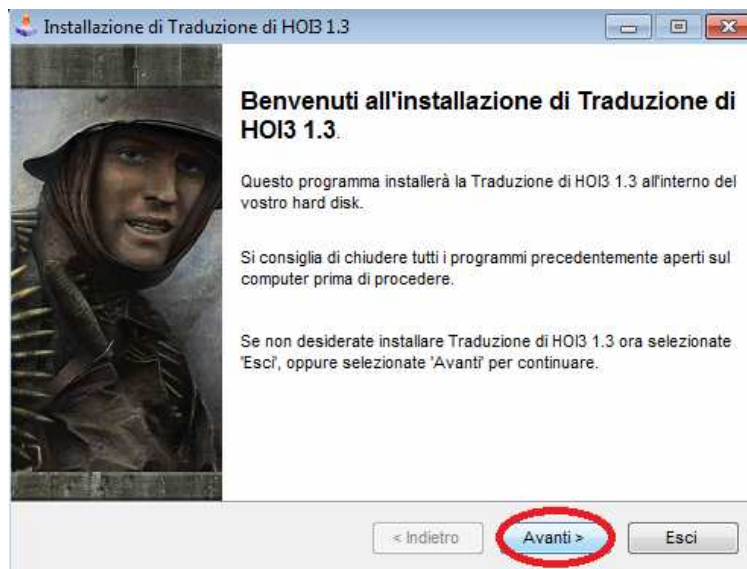 Installazione di Traduzione di HOI3 1.3
Benvenuti all'installazione di Traduzione di
HOI3 1.3.
Questo programma installerà la Traduzione di HOI3 1.3 all'interno del
vostro hard disk.
Si consiglia di chiudere tutti i programmi precedentemente aperti sul
computer prima di procedere.
Se non desiderate installare Traduzione di HOI3 1.3 ora selezionate
'Esci', oppure selezionate 'Avanti' per continuare.
< Indietro Avanti > Esci